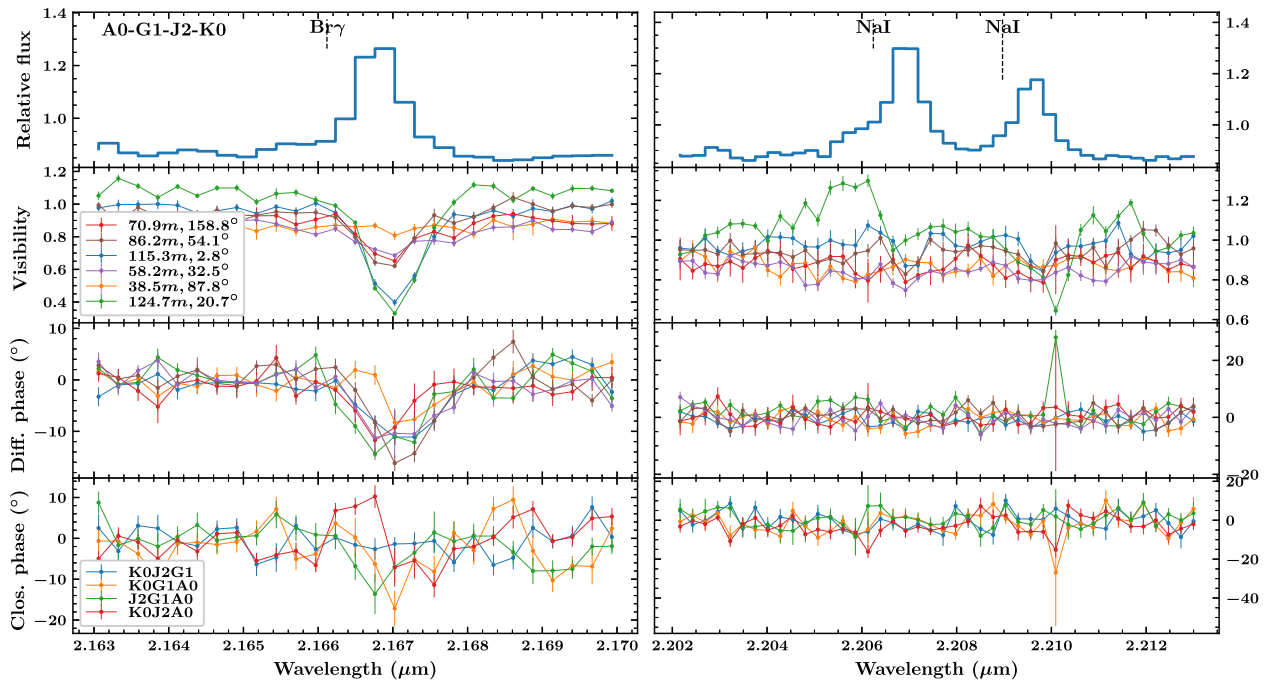 A0-G1-J2-K0
Brγ
NaI
NaI
Relative flux
1.0
1.2
1.0
1.2
1.4
Visibility
0.4
0.6
0.8
1.0
1.2
70.9m, 158.8°
86.2m, 54.1°
115.3m, 2.8°
58.2m, 32.5°
38.5m, 87.8°
124.7m, 20.7°
0.6
0.8
1.0
1.2
Diff. phase (°)
−10
0
10
−20
0
20
Clos. phase (°)
−20
−10
0
10
K0J2G1
K0G1A0
J2G1A0
K0J2A0
−40
−20
0
20
2.163 2.164 2.165 2.166 2.167 2.168 2.169 2.170
Wavelength (μm)
2.202 2.204 2.206 2.208 2.210 2.212
Wavelength (μm)